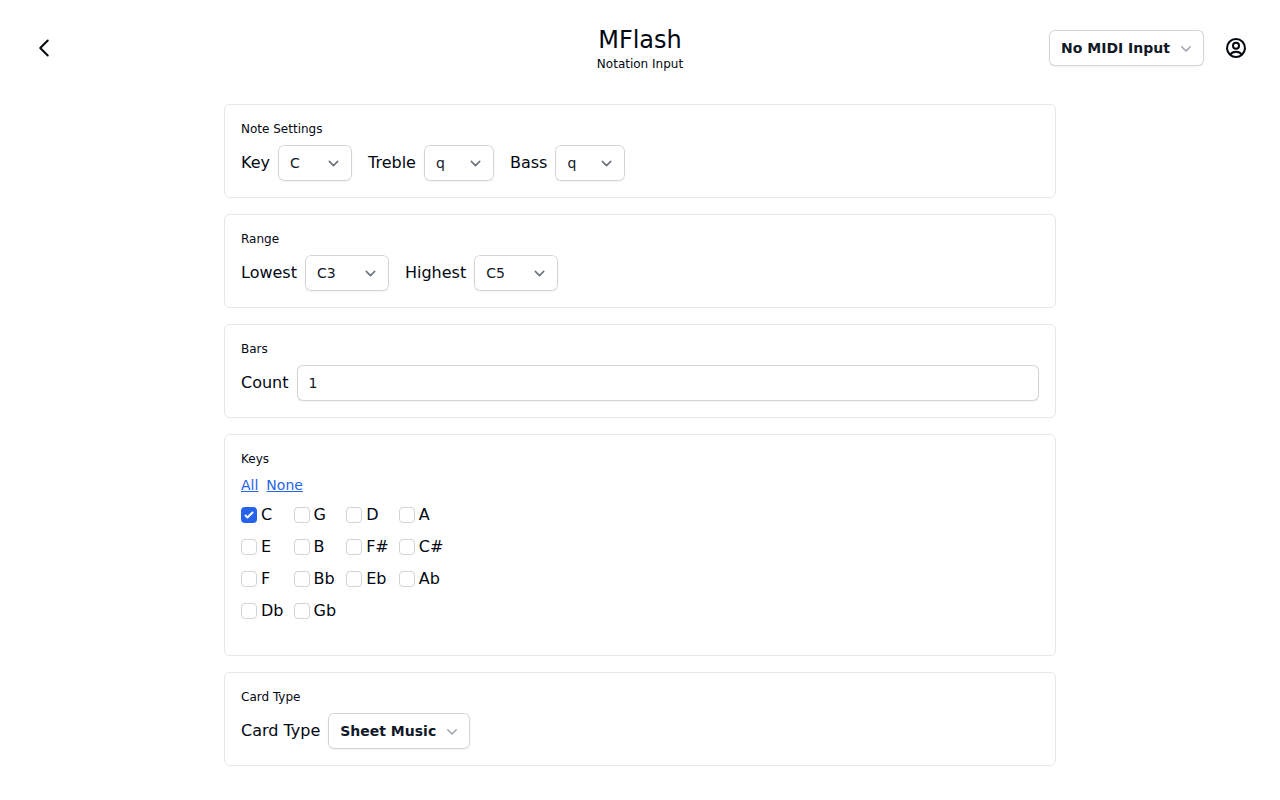 MFlash
Notation Input
No MIDI Input
Note Settings
Key C Treble q Bass q
Range
Lowest C3 Highest C5
Bars
Count 1
Keys
All None
C G D A
E B F# C#
F Bb Eb Ab
Db Gb
Card Type
Card Type Sheet Music